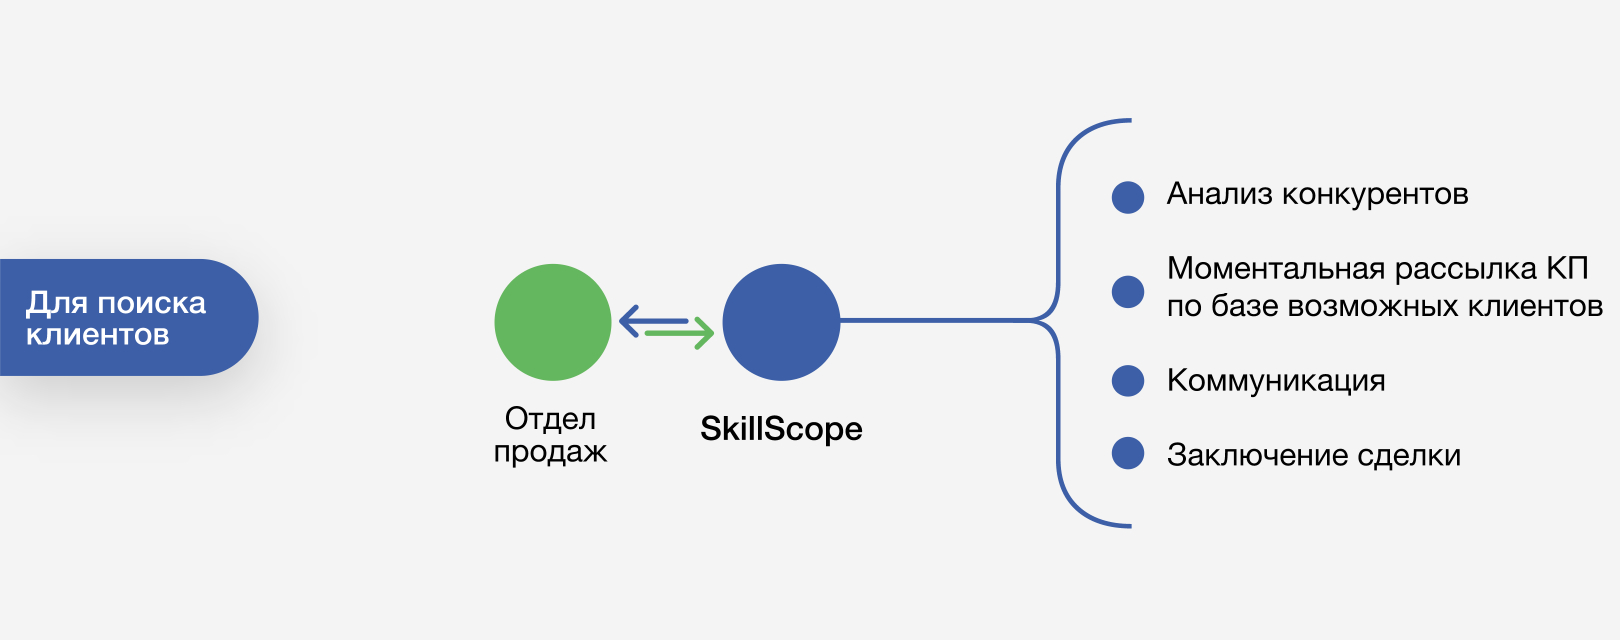 Для поиска
клиентов
Отдел
продаж
SkillScope
Анализ конкурентов
Моментальная рассылка КП
по базе возможных клиентов
Коммуникация
Заключение сделки